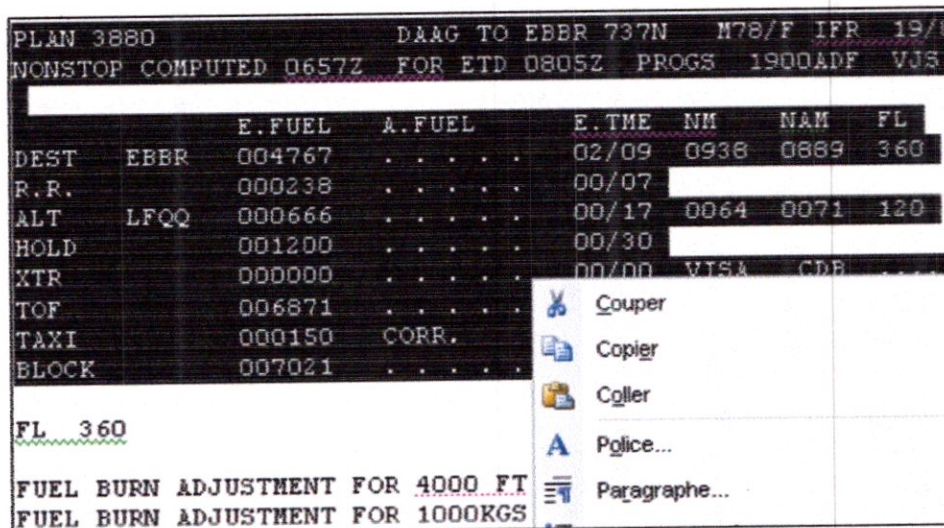 PLAN 3880 DAAG TO EBBR 737N M78/F IFR 19/
NONSTOP COMPUTED 0657Z FOR ETD 0805Z PROGS 1900ADF VJS
E.FUEL A.FUEL E.TME NM NAM FL
DEST EBBR 004767 . . . . . 02/09 0938 0889 360
R.R. 000238 . . . . . 00/07
ALT LFQQ 000666 . . . . . 00/17 0064 0071 120
HOLD 001200 . . . . . 00/30
XTR 000000 . . . . . 00/00 VISA CDB ....
TOF 006871 . . . . .
TAXI 000150 CORR.
BLOCK 007021 . . . . .
Couper
Copier
Coller
Police...
Paragraphe...
FL 360
FUEL BURN ADJUSTMENT FOR 4000 FT
FUEL BURN ADJUSTMENT FOR 1000KGS